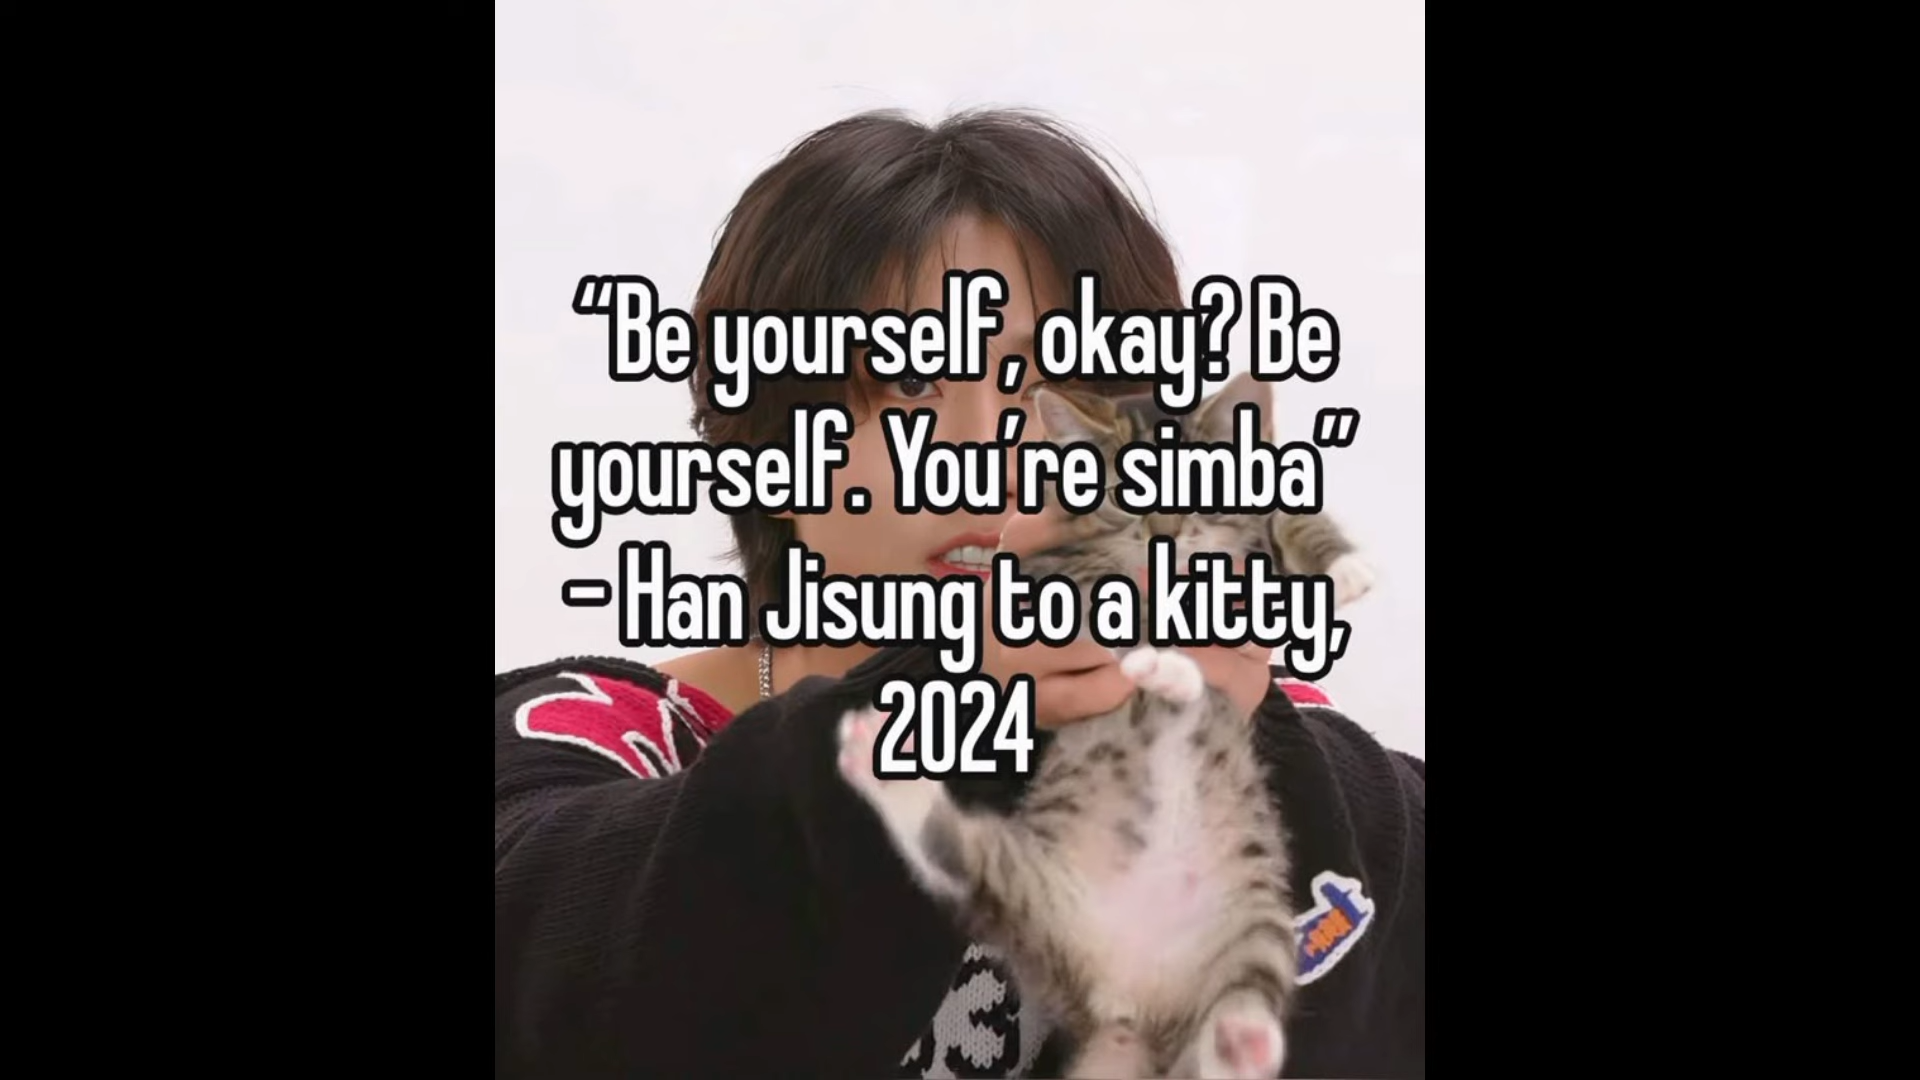 “Be yourself, okay? Be
yourself. You’re simba”
- Han Jisung to a kitty,
2024